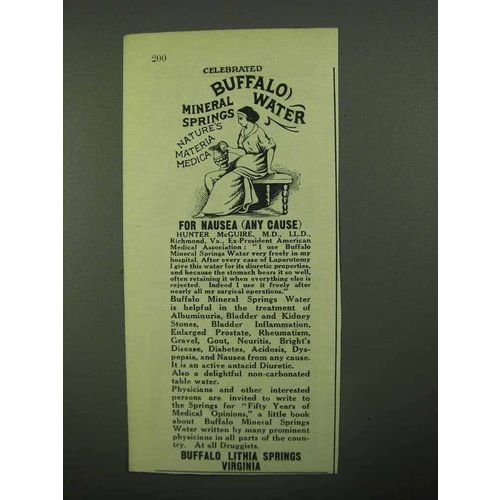 200
CELEBRATED
BUFFALO
MINERAL
SPRINGS WATER
NATURE'S
MATERIA
MEDICA
FOR NAUSEA (ANY CAUSE)
HUNTER McGUIRE, M.D., LL.D.,
Richmond, Va., Ex-President American
Medical Association: "I use Buffalo
Mineral Springs Water very freely in my
hospital. After every case of Laparotomy
I give this water for its diuretic properties,
and because the stomach bears it so well,
often retaining it when everything else is
rejected. Indeed I use it freely after
nearly all my surgical operations."
Buffalo Mineral Springs Water
is helpful in the treatment of
Albuminuria, Bladder and Kidney
Stones, Bladder Inflammation,
Enlarged Prostate, Rheumatism,
Gravel, Gout, Neuritis, Bright's
Disease, Diabetes, Acidosis, Dys-
pepsia, and Nausea from any cause.
It is an active antacid Diuretic.
Also a delightful non-carbonated
table water.
Physicians and other interested
persons are invited to write to
the Springs for "Fifty Years of
Medical Opinions," a little book
about Buffalo Mineral Springs
Water written by many prominent
physicians in all parts of the coun-
try. At all Druggists.
BUFFALO LITHIA SPRINGS
VIRGINIA